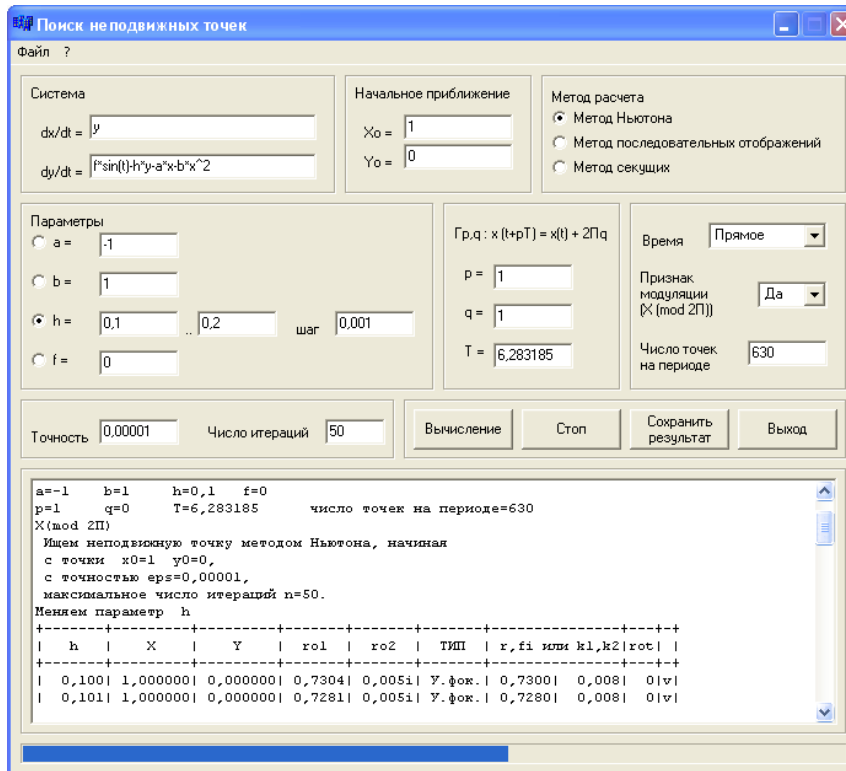 Поиск неподвижных точек
Файл ?
Система
dx/dt = y
dy/dt = f*sin(t)-h*y-a*x-b*x^2
Начальное приближение
Xo = 1
Yo = 0
Метод расчета
Метод Ньютона
Метод последовательных отображений
Метод секущих
Параметры
a = -1
b = 1
h = 0,1 .. 0,2 шаг 0,001
f = 0
Гp,q : x (t+pT) = x(t) + 2Пq
p = 1
q = 1
T = 6,283185
Время Прямое
Признак
модуляции
(X (mod 2П)) Да
Число точек
на периоде 630
Точность 0,00001 Число итераций 50
Вычисление Стоп Сохранить
результат Выход
a=-1 b=1 h=0,1 f=0
p=1 q=0 T=6,283185 число точек на периоде=630
X(mod 2П)
Ищем неподвижную точку методом Ньютона, начиная
с точки x0=1 y0=0,
с точностью eps=0,00001,
максимальное число итераций n=50.
Меняем параметр h
+-------+---------+---------+-------+-------+-------+---------------+---+-+
| h | X | Y | ro1 | ro2 | ТИП | r,fi или k1,k2|rot| |
+-------+---------+---------+-------+-------+-------+---------------+---+-+
| 0,100| 1,000000| 0,000000| 0,7304| 0,005i| У.фок.| 0,7300| 0,008| 0|v|
| 0,101| 1,000000| 0,000000| 0,7281| 0,005i| У.фок.| 0,7280| 0,008| 0|v|